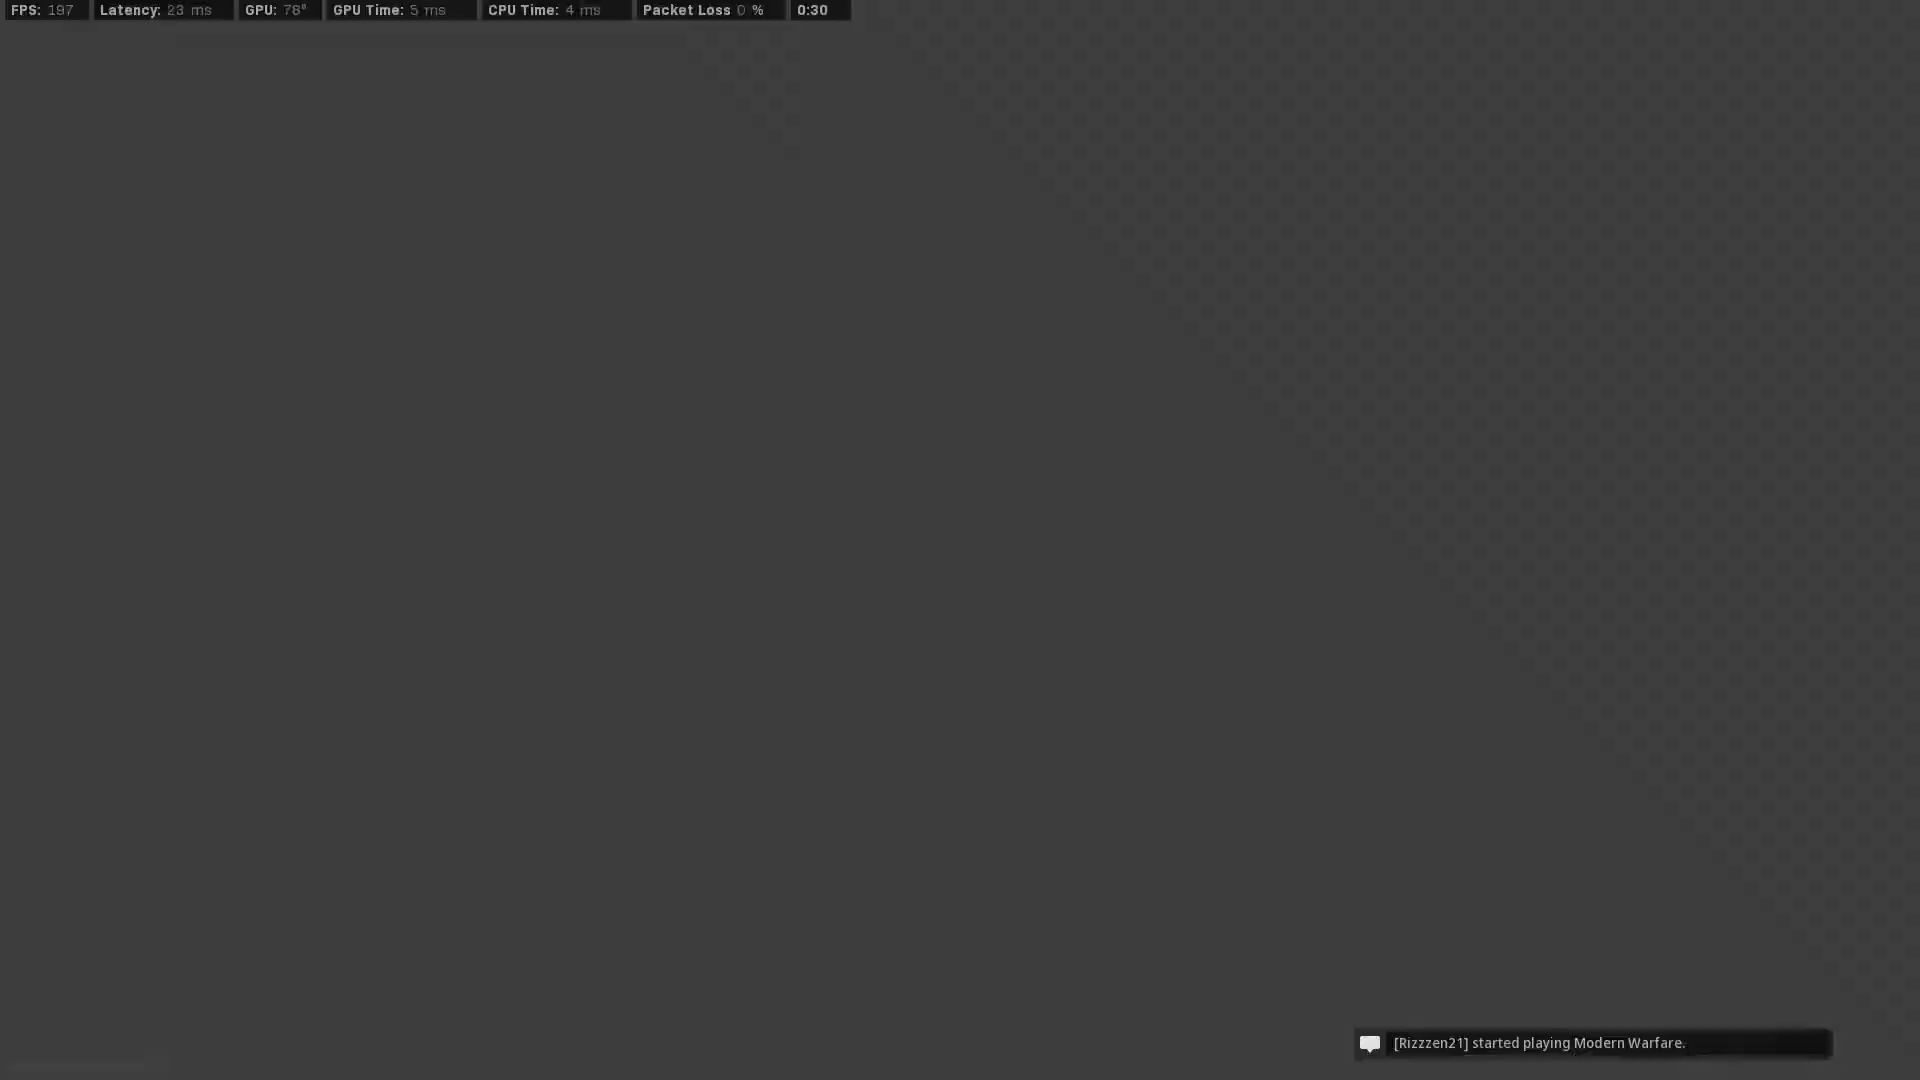 FPS: 197 Latency: 23 ms GPU: 78° GPU Time: 5 ms CPU Time: 4 ms Packet Loss 0 % 0:30
[Rizzzen21] started playing Modern Warfare.